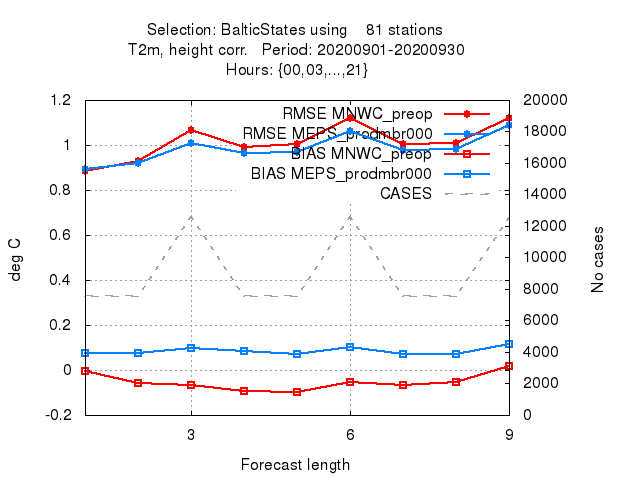 Selection: BalticStates using    81 stations
T2m, height corr.   Period: 20200901-20200930
Hours: {00,03,...,21}
RMSE MNWC_preop
RMSE MEPS_prodmbr000
BIAS MNWC_preop
BIAS MEPS_prodmbr000
CASES
1.2
1
0.8
0.6
0.4
0.2
0
-0.2
deg C
20000
18000
16000
14000
12000
10000
8000
6000
4000
2000
0
No cases
3
6
9
Forecast length